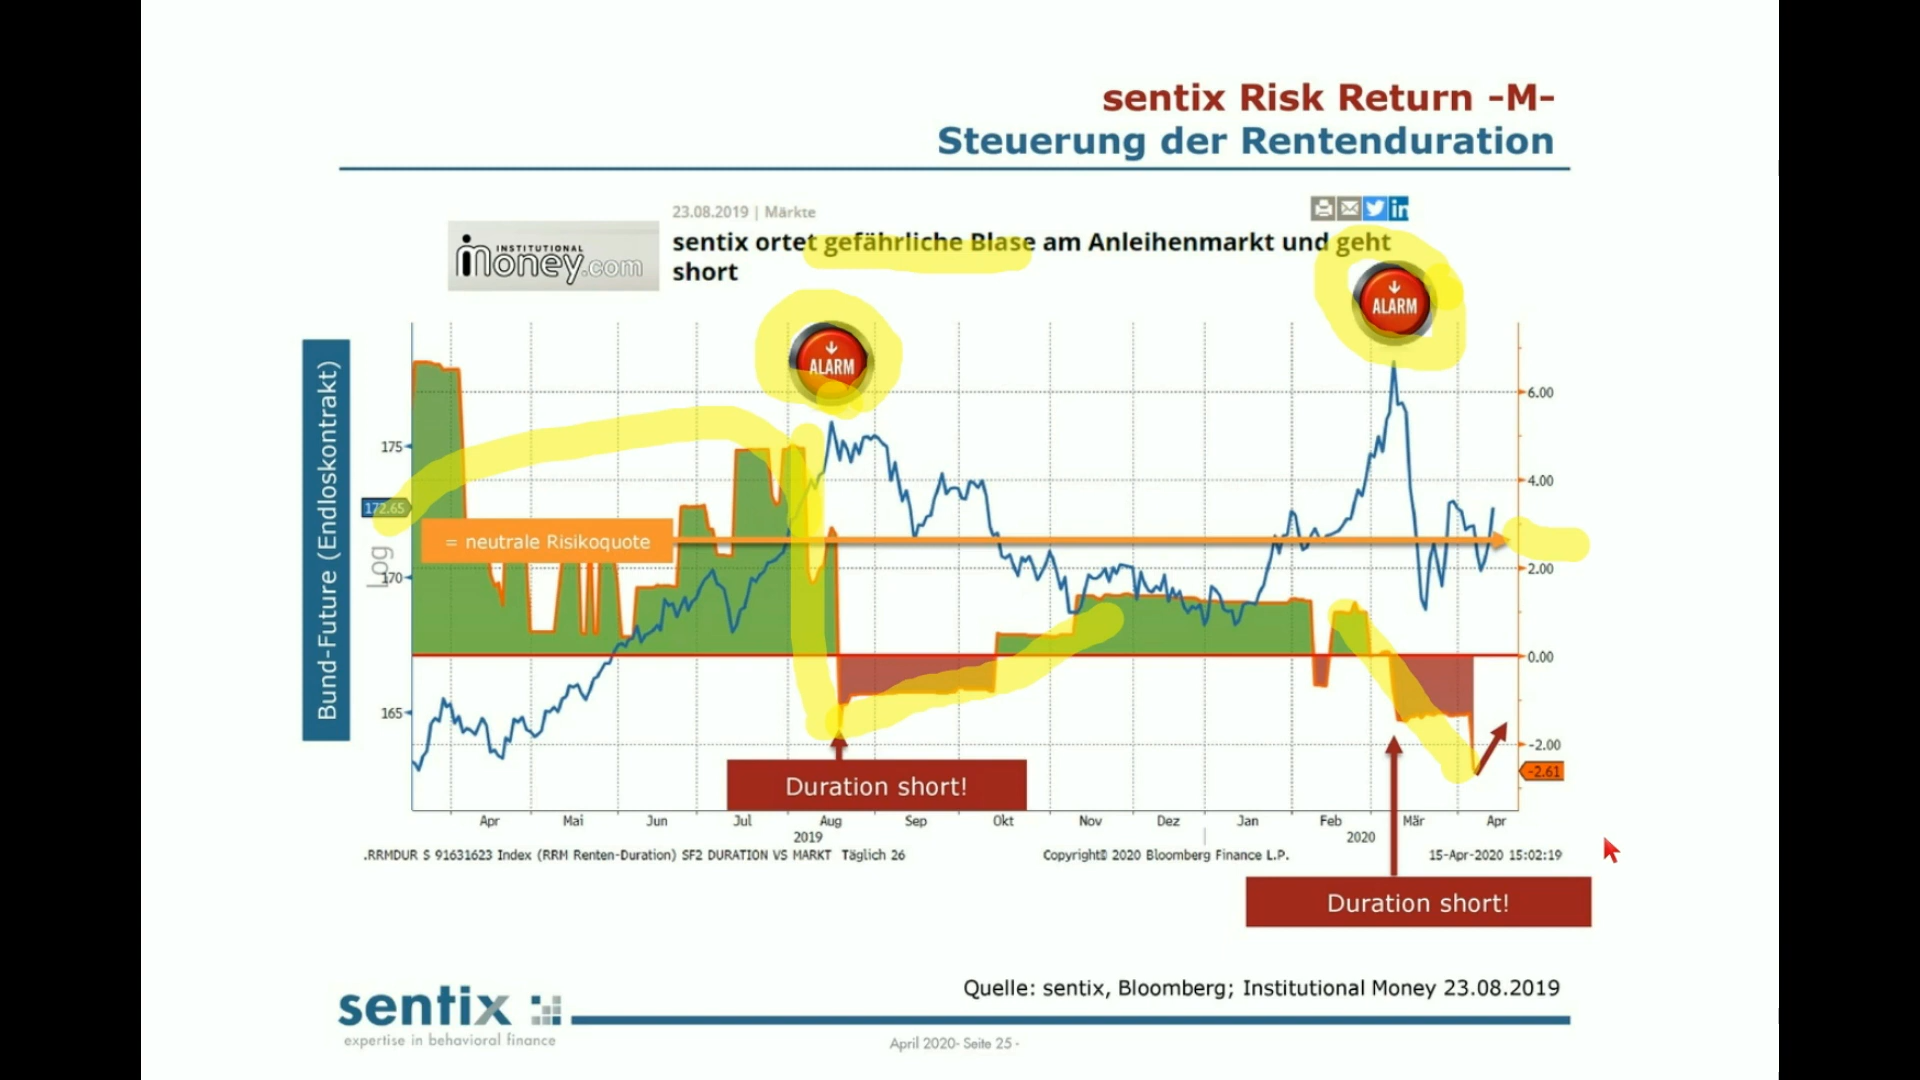 sentix Risk Return -M-
Steuerung der Rentenduration
23.08.2019 | Märkte
in
INSTITUTIONAL
money.com
sentix ortet gefährliche Blase am Anleihenmarkt und geht
short
ALARM
ALARM
Bund-Future (Endloskontrakt)
Log
175
172.65
170
165
= neutrale Risikoquote
6.00
4.00
2.00
0.00
-2.00
-2.61
Duration short!
Apr Mai Jun Jul Aug Sep Okt Nov Dez Jan Feb Mär Apr
2019 2020
.RRMDUR S 91631623 Index (RRM Renten-Duration) SF2 DURATION VS MARKT Täglich 26 Copyright© 2020 Bloomberg Finance L.P. 15-Apr-2020 15:02:19
Duration short!
Quelle: sentix, Bloomberg; Institutional Money 23.08.2019
sentix
expertise in behavioral finance
April 2020- Seite 25 -